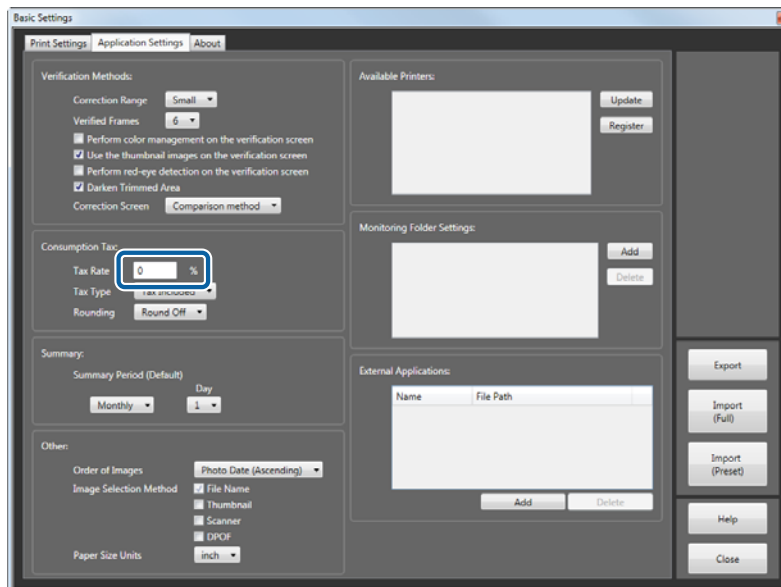 Basic Settings
Print Settings Application Settings About
Verification Methods:
Correction Range Small
Verified Frames 6
Perform color management on the verification screen
Use the thumbnail images on the verification screen
Perform red-eye detection on the verification screen
Darken Trimmed Area
Correction Screen Comparison method
Consumption Tax:
Tax Rate 0 %
Tax Type Tax Included
Rounding Round Off
Summary:
Summary Period (Default)
Day
Monthly 1
Other:
Order of Images Photo Date (Ascending)
Image Selection Method File Name
Thumbnail
Scanner
DPOF
Paper Size Units inch
Available Printers:
Update
Register
Monitoring Folder Settings:
Add
Delete
External Applications:
Name File Path
Add Delete
Export
Import
(Full)
Import
(Preset)
Help
Close